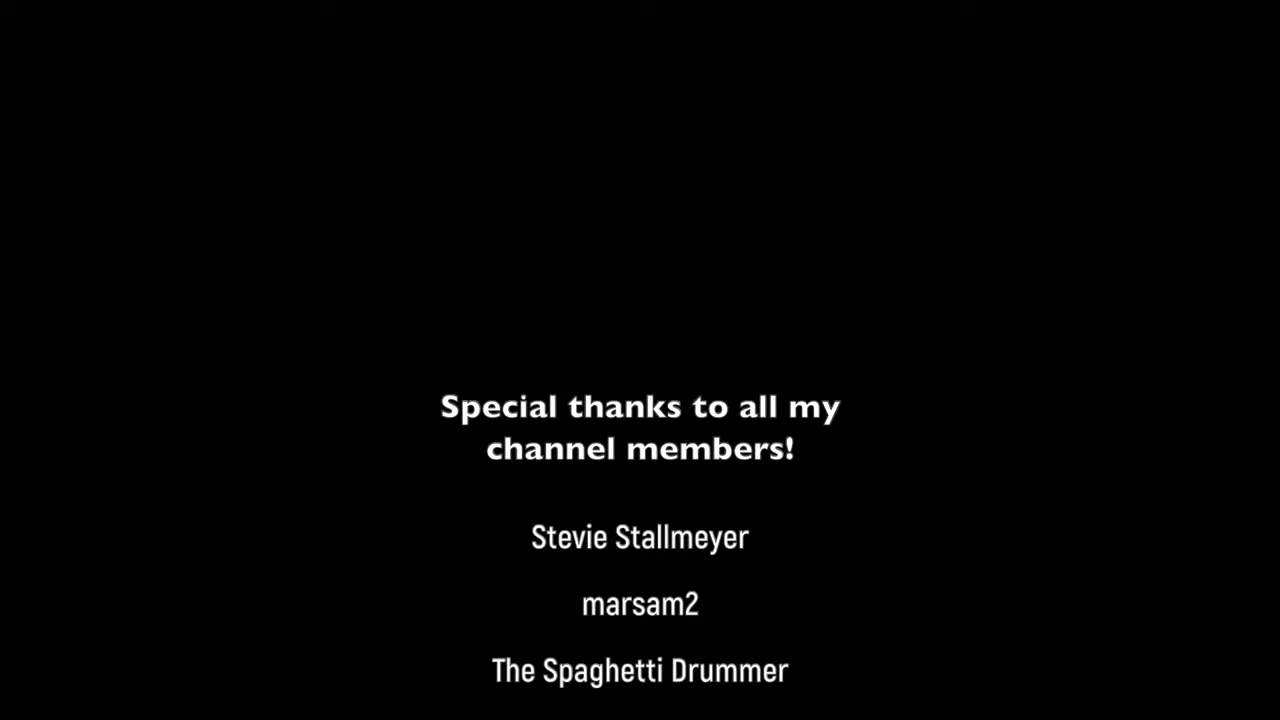 Special thanks to all my
channel members!
Stevie Stallmeyer
marsam2
The Spaghetti Drummer